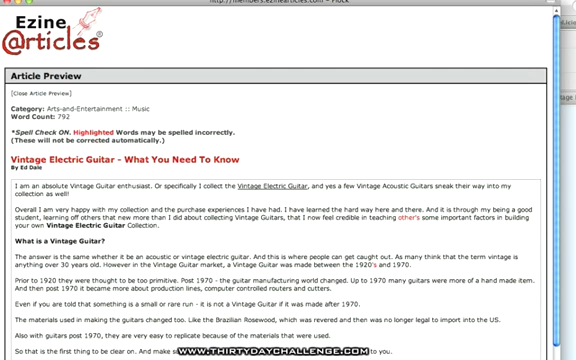 http://members.ezinearticles.com - Flock
Ezine
@rticles
Article Preview
[Close Article Preview]
Category: Arts-and-Entertainment :: Music
Word Count: 792
*Spell Check ON. Highlighted Words may be spelled incorrectly.
(These will not be corrected automatically.)
Vintage Electric Guitar - What You Need To Know
By Ed Dale
I am an absolute Vintage Guitar enthusiast. Or specifically I collect the Vintage Electric Guitar, and yes a few Vintage Acoustic Guitars sneak their way into my
collection as well!
Overall I am very happy with my collection and the purchase experiences I have had. I have learned the hard way here and there. And it is through my being a good
student, learning off others that new more than I did about collecting Vintage Guitars, that I now feel credible in teaching other's some important factors in building
your own Vintage Electric Guitar Collection.
What is a Vintage Guitar?
The answer is the same whether it be an acoustic or vintage electric guitar. And this is where people can get caught out. As many think that the term vintage is
anything over 30 years old. However in the Vintage Guitar market, a Vintage Guitar was made between the 1920's and 1970.
Prior to 1920 they thought to be too primitive. Post 1970 - the guitar manufacturing world changed. Up to 1970 many guitars were more of a hand made item.
And then post 1970 it became more about production lines, computer controlled routers and cutters.
Even if you are told that something is a small or rare run - it is not a Vintage Guitar if it was made after 1970.
The materials used in making the guitars changed too. Like the Brazilian Rosewood, which was revered and then was no longer legal to import into the US.
Also with guitars post 1970, they are very easy to replicate because of the materials used.
So that is the first thing to be clear on. And make su
WWW.THIRTYDAYCHALLENGE.COM
to you.